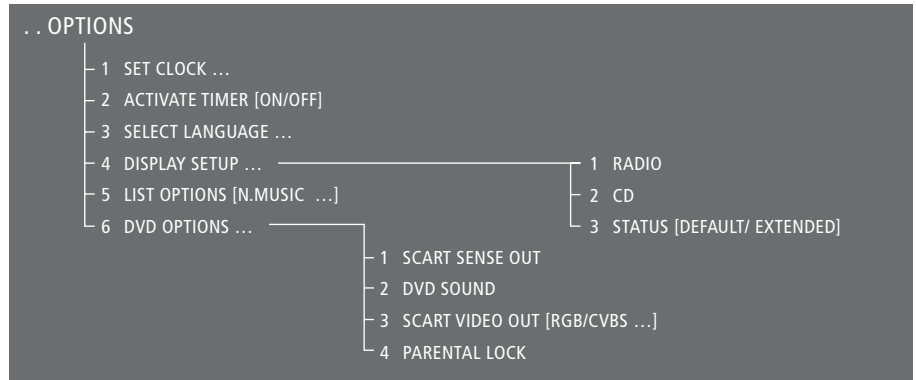 . . OPTIONS
1 SET CLOCK …
2 ACTIVATE TIMER [ON/OFF]
3 SELECT LANGUAGE …
4 DISPLAY SETUP …
5 LIST OPTIONS [N.MUSIC …]
6 DVD OPTIONS …
1 RADIO
2 CD
3 STATUS [DEFAULT/ EXTENDED]
1 SCART SENSE OUT
2 DVD SOUND
3 SCART VIDEO OUT [RGB/CVBS …]
4 PARENTAL LOCK